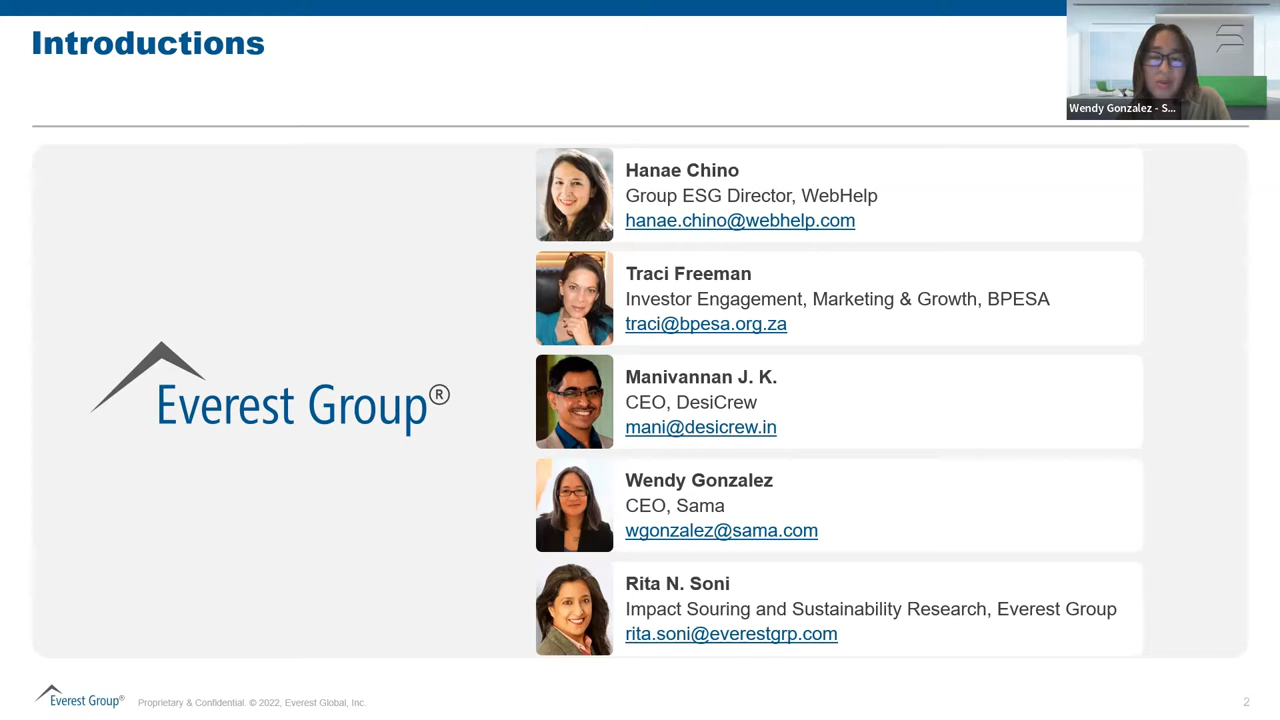 Introductions
Wendy Gonzalez - S...
Hanae Chino
Group ESG Director, WebHelp
hanae.chino@webhelp.com
Traci Freeman
Investor Engagement, Marketing & Growth, BPESA
traci@bpesa.org.za
Manivannan J. K.
CEO, DesiCrew
mani@desicrew.in
Everest Group®
Wendy Gonzalez
CEO, Sama
wgonzalez@sama.com
Rita N. Soni
Impact Souring and Sustainability Research, Everest Group
rita.soni@everestgrp.com
Everest Group®
Proprietary & Confidential. © 2022, Everest Global, Inc.
2